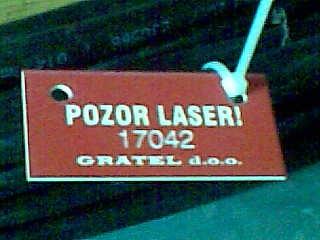 POZOR LASER!
17042
GRATEL d.o.o.